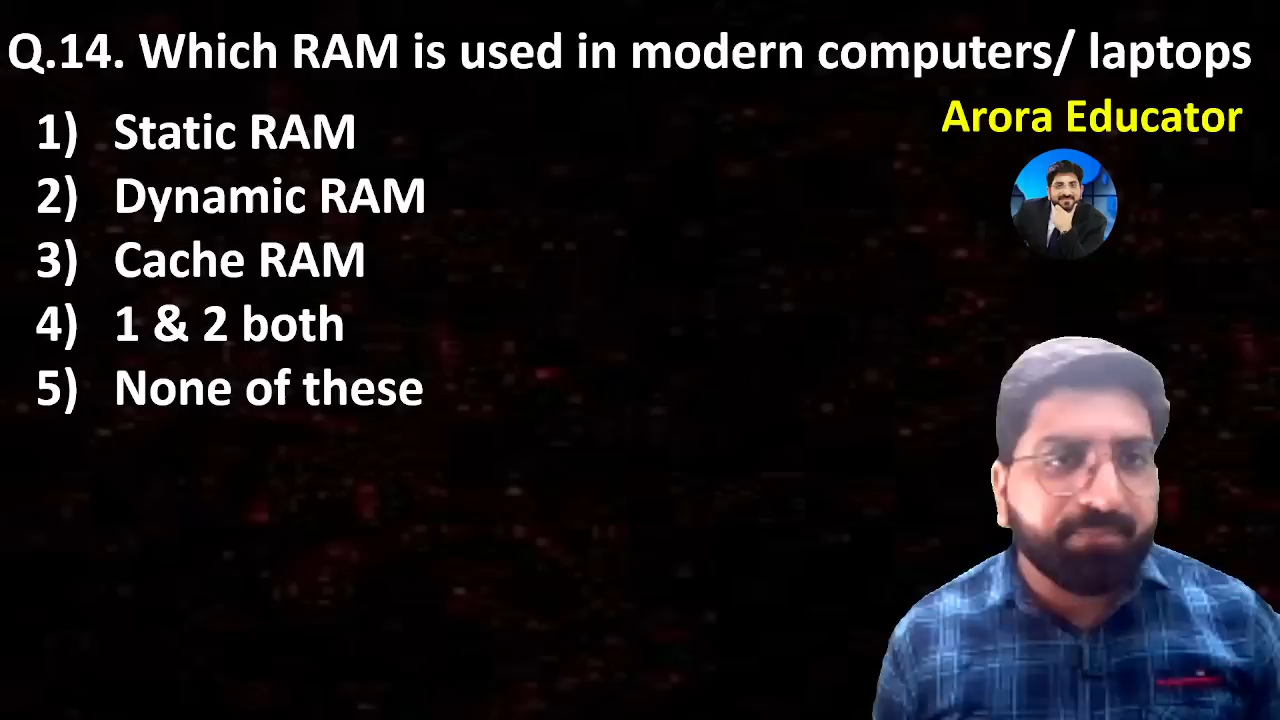 Q.14. Which RAM is used in modern computers/ laptops
Arora Educator
1) Static RAM
2) Dynamic RAM
3) Cache RAM
4) 1 & 2 both
5) None of these